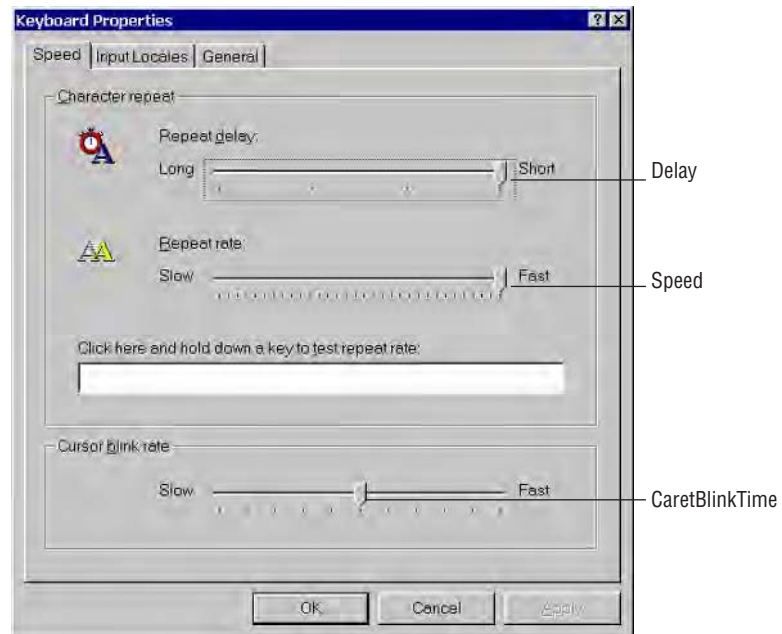 Keyboard Properties
Speed Input Locales General
Character repeat
Repeat delay:
Long Short
Delay
Repeat rate:
Slow Fast
Speed
Click here and hold down a key to test repeat rate:
Cursor blink rate
Slow Fast
CaretBlinkTime
OK Cancel Apply